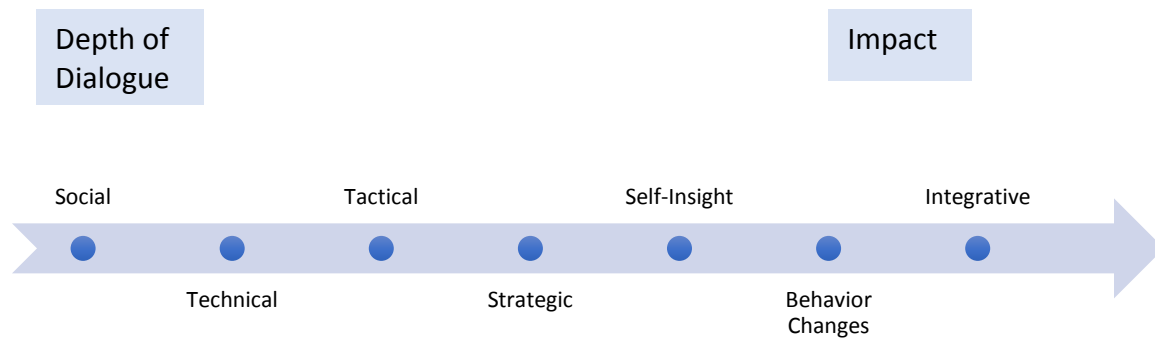 Depth of
Dialogue
Impact
Social
Tactical
Self-Insight
Integrative
Technical
Strategic
Behavior
Changes